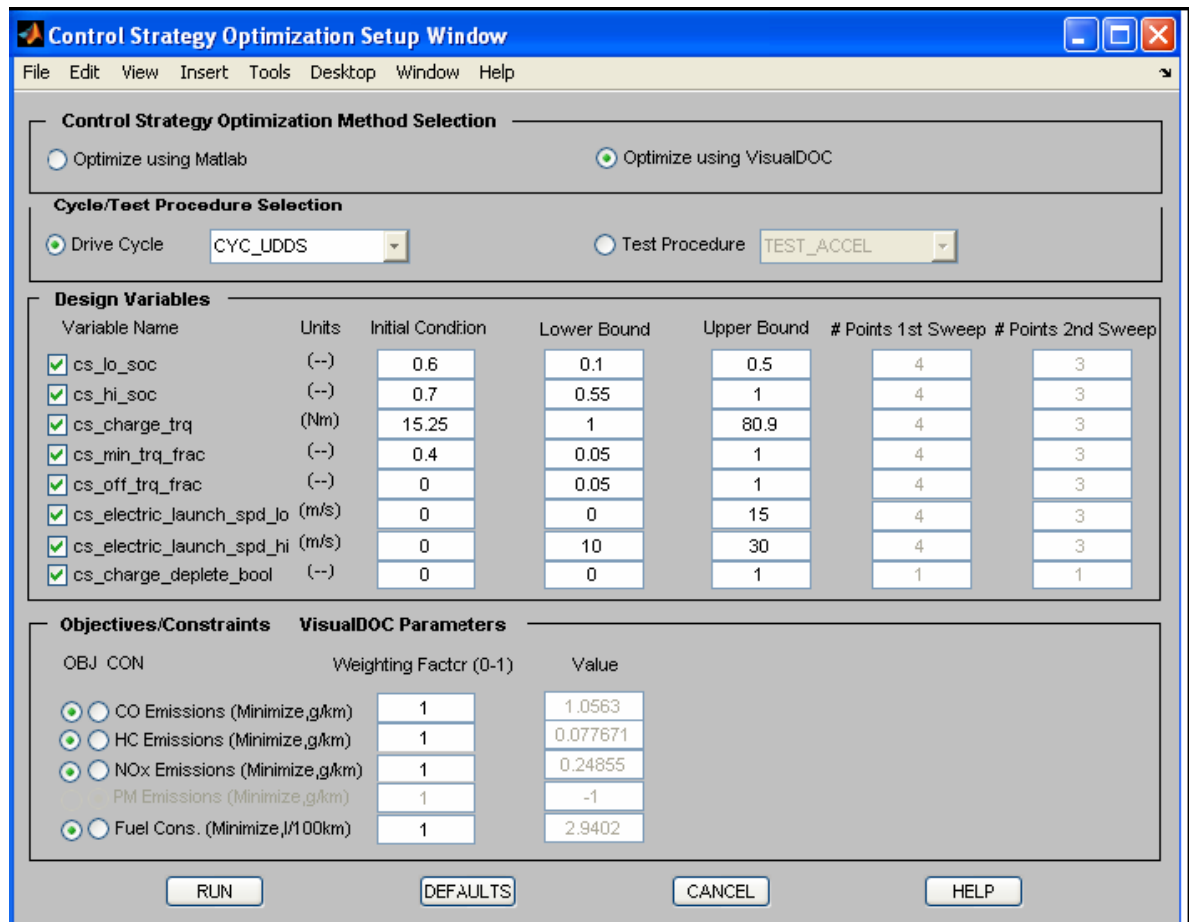 Control Strategy Optimization Setup Window
File Edit View Insert Tools Desktop Window Help
Control Strategy Optimization Method Selection
Optimize using Matlab Optimize using VisualDOC
Cycle/Test Procedure Selection
Drive Cycle CYC_UDDS Test Procedure TEST_ACCEL
Design Variables
Variable Name Units Initial Condition Lower Bound Upper Bound # Points 1st Sweep # Points 2nd Sweep
cs_lo_soc (--) 0.6 0.1 0.5 4 3
cs_hi_soc (--) 0.7 0.55 1 4 3
cs_charge_trq (Nm) 15.25 1 80.9 4 3
cs_min_trq_frac (--) 0.4 0.05 1 4 3
cs_off_trq_frac (--) 0 0.05 1 4 3
cs_electric_launch_spd_lo (m/s) 0 0 15 4 3
cs_electric_launch_spd_hi (m/s) 0 10 30 4 3
cs_charge_deplete_bool (--) 0 0 1 1 1
Objectives/Constraints VisualDOC Parameters
OBJ CON Weighting Factor (0-1) Value
CO Emissions (Minimize,g/km) 1 1.0563
HC Emissions (Minimize,g/km) 1 0.077671
NOx Emissions (Minimize,g/km) 1 0.24855
PM Emissions (Minimize,g/km) 1 -1
Fuel Cons. (Minimize,l/100km) 1 2.9402
RUN DEFAULTS CANCEL HELP